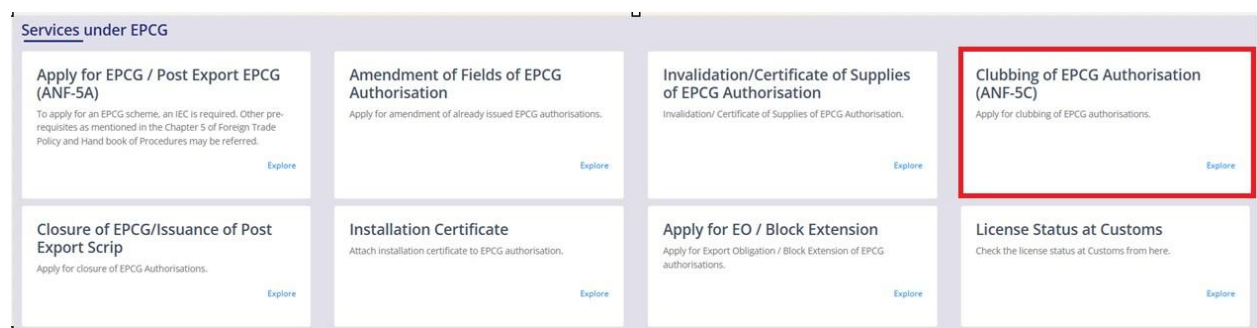 Services under EPCG
Apply for EPCG / Post Export EPCG
(ANF-5A)
To apply for an EPCG scheme, an IEC is required. Other pre-
requisites as mentioned in the Chapter 5 of Foreign Trade
Policy and Hand book of Procedures may be referred.
Explore
Amendment of Fields of EPCG
Authorisation
Apply for amendment of already issued EPCG authorisations.
Explore
Invalidation/Certificate of Supplies
of EPCG Authorisation
Invalidation/ Certificate of Supplies of EPCG Authorisation.
Explore
Clubbing of EPCG Authorisation
(ANF-5C)
Apply for clubbing of EPCG authorisations.
Explore
Closure of EPCG/Issuance of Post
Export Scrip
Apply for closure of EPCG Authorisations.
Explore
Installation Certificate
Attach installation certificate to EPCG authorisation.
Explore
Apply for EO / Block Extension
Apply for Export Obligation / Block Extension of EPCG
authorisations.
Explore
License Status at Customs
Check the license status at Customs from here.
Explore